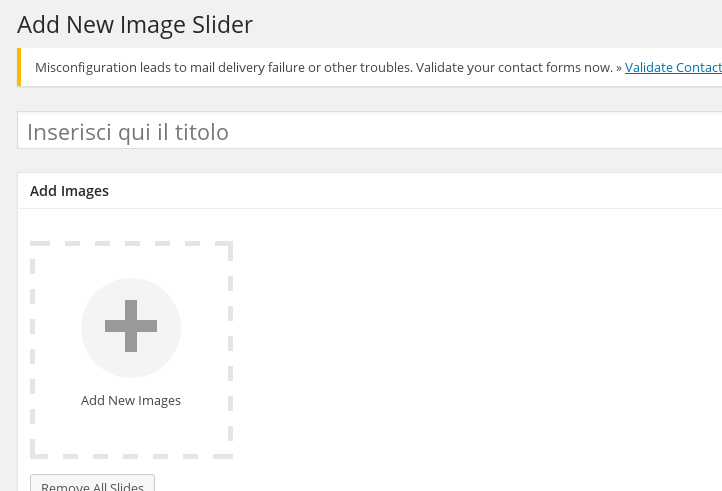 Add New Image Slider
Misconfiguration leads to mail delivery failure or other troubles. Validate your contact forms now. » Validate Contact
Inserisci qui il titolo
Add Images
Add New Images
Remove All Slides